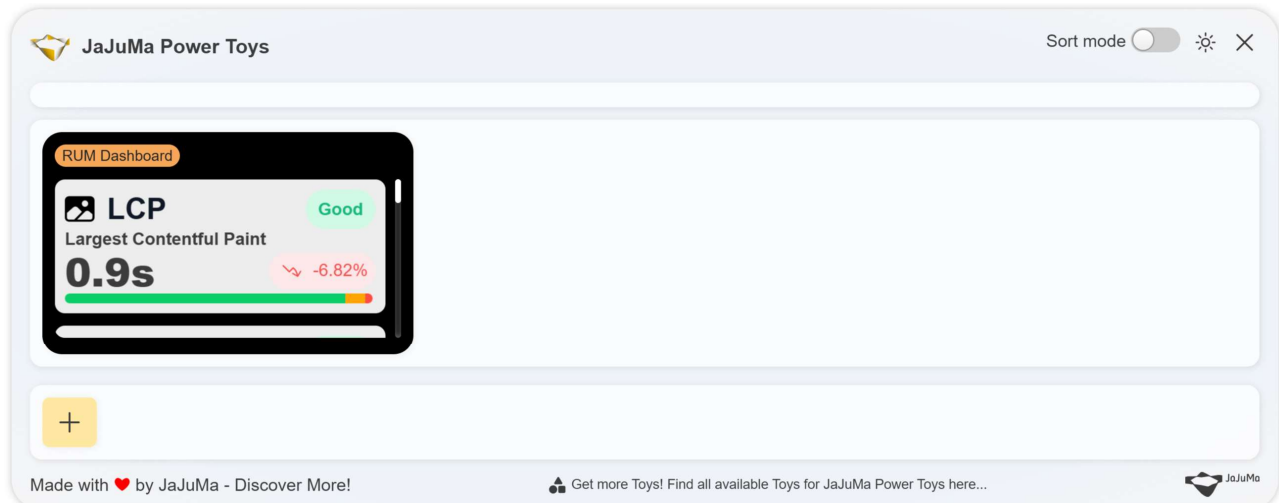 JaJuMa Power Toys
Sort mode
RUM Dashboard
LCP
Good
Largest Contentful Paint
0.9s
-6.82%
Made with ❤ by JaJuMa - Discover More!
Get more Toys! Find all available Toys for JaJuMa Power Toys here...
JaJuMa